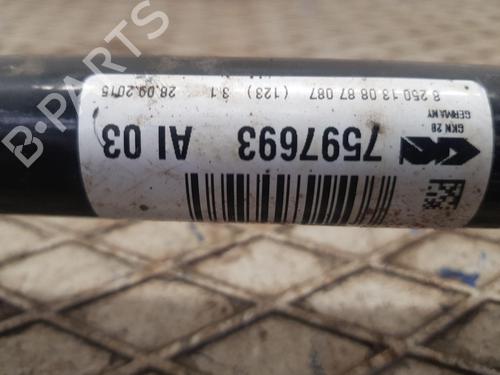 GKN 28
GERMANY
8 250 13 08 87 087
(123) 3.1
28.09.2015
7597693
AI 03
B-PARTS